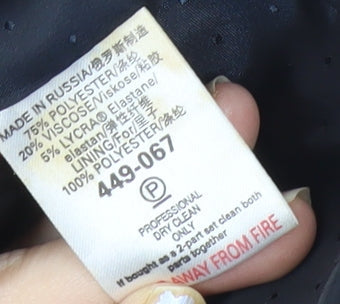 MADE IN RUSSIA/俄罗斯制造
75% POLYESTER/涤纶
20% VISCOSE/Viskose/粘胶
5% LYCRA® Elastane/
elastan/弹性纤维
LINING/For/里子
100% POLYESTER/涤纶
449-067
P
PROFESSIONAL
DRY CLEAN
ONLY
If bought as a 2-part set clean both
parts together
AWAY FROM FIRE